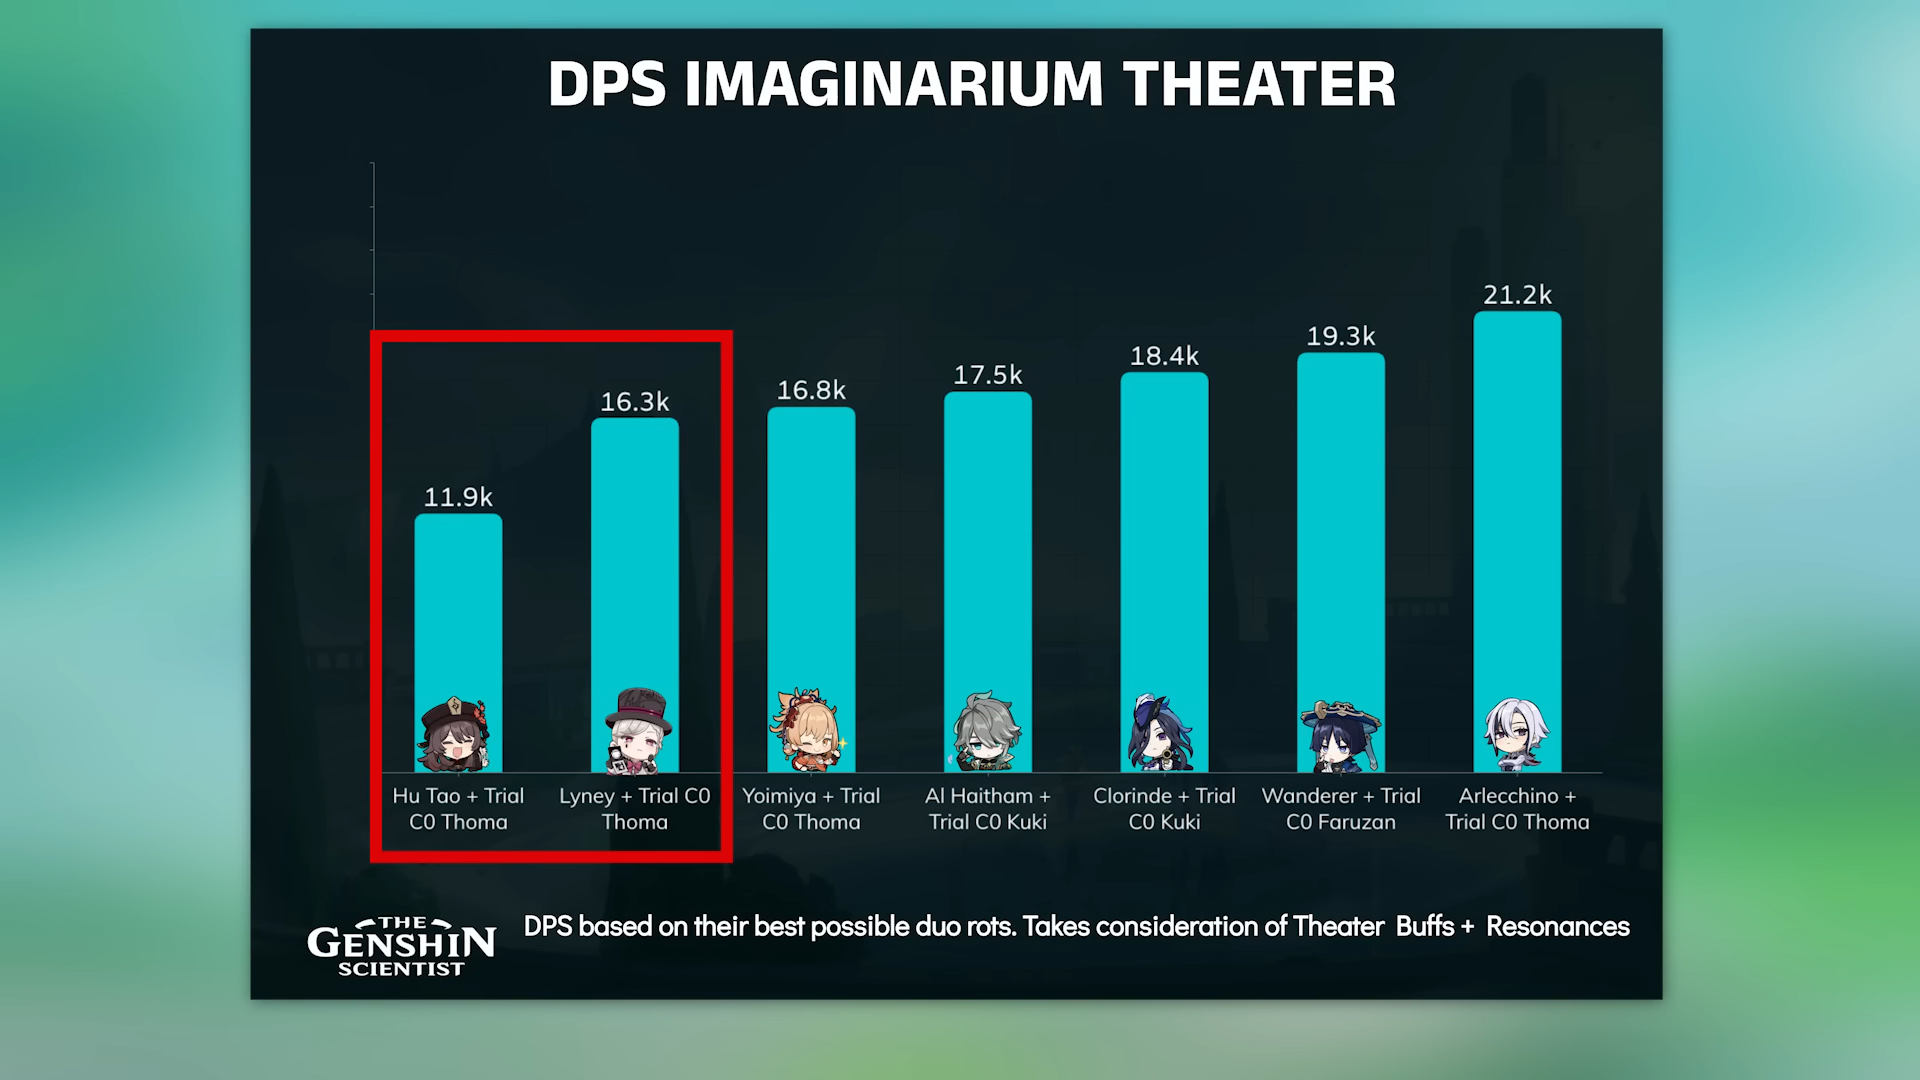 DPS IMAGINARIUM THEATER
11.9k
16.3k
16.8k
17.5k
18.4k
19.3k
21.2k
Hu Tao + Trial
C0 Thoma
Lyney + Trial C0
Thoma
Yoimiya + Trial
C0 Thoma
Al Haitham +
Trial C0 Kuki
Clorinde + Trial
C0 Kuki
Wanderer + Trial
C0 Faruzan
Arlecchino +
Trial C0 Thoma
THE
GENSHIN
SCIENTIST
DPS based on their best possible duo rots. Takes consideration of Theater Buffs + Resonances